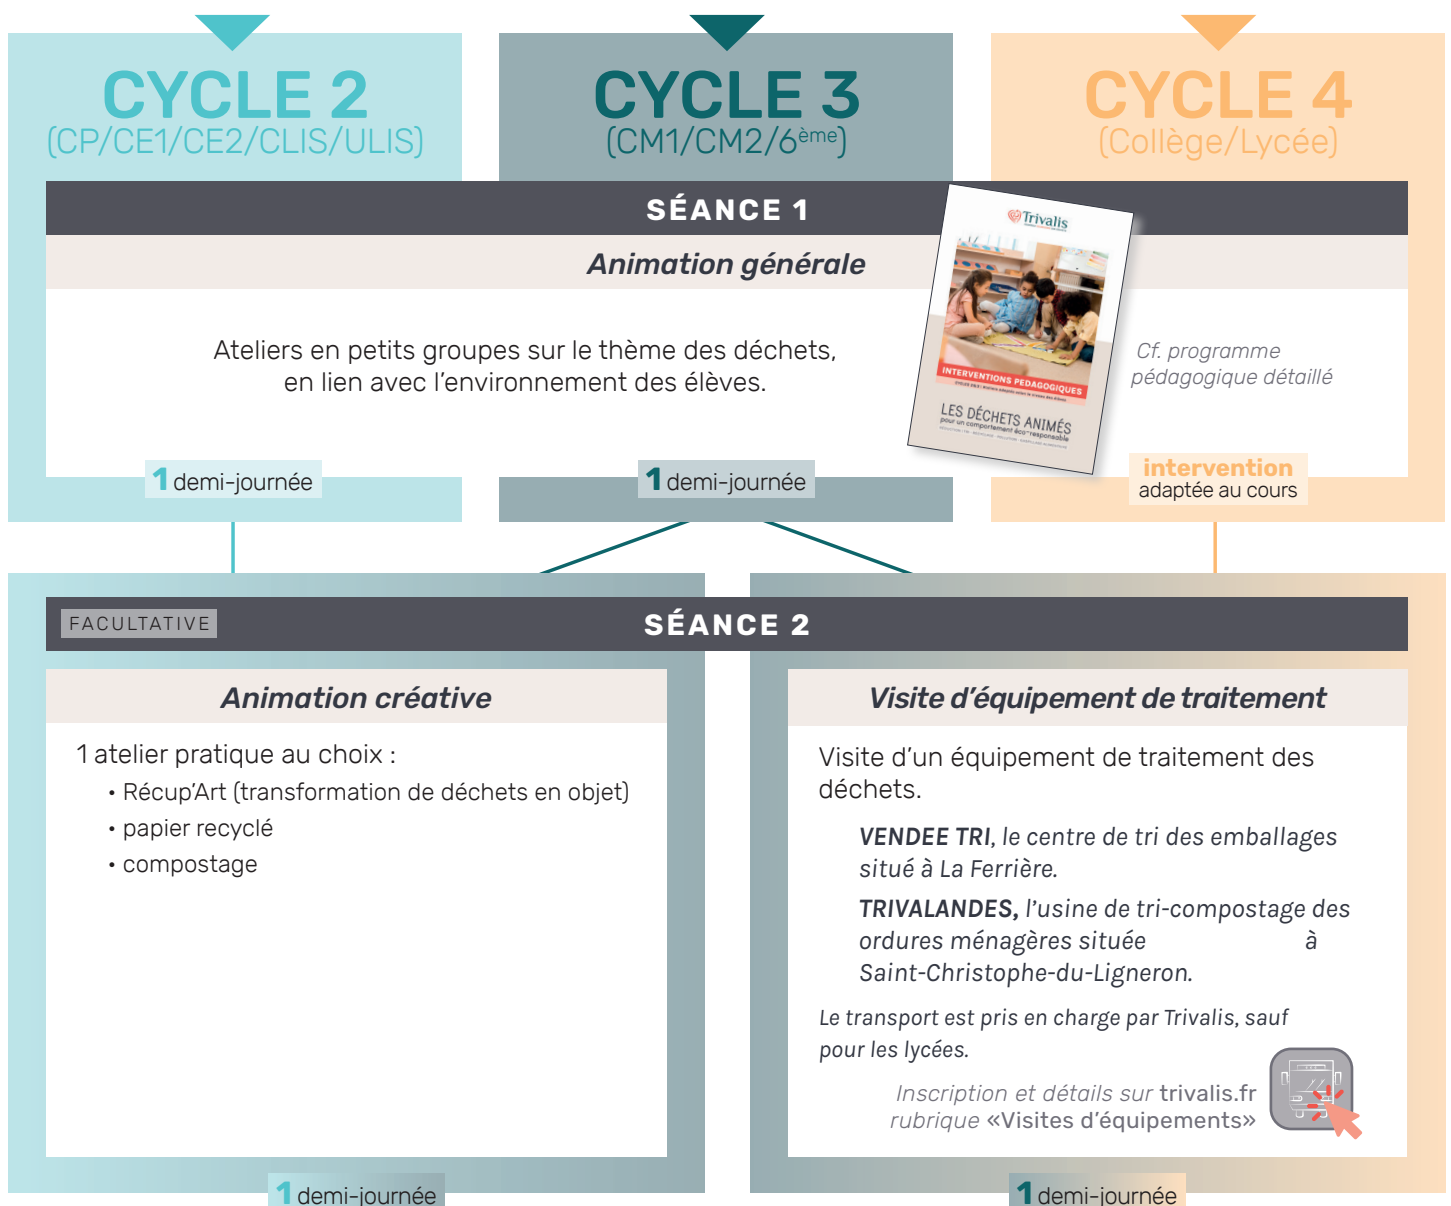 CYCLE 2
(CP/CE1/CE2/CLIS/ULIS)
CYCLE 3
(CM1/CM2/6ème)
CYCLE 4
(Collège/Lycée)
SÉANCE 1
Animation générale
Ateliers en petits groupes sur le thème des déchets,
en lien avec l'environnement des élèves.
Trivalis
INTERVENTIONS PEDAGOGIQUES
LES DÉCHETS ANIMÉS
pour un comportement éco-responsable
Cf. programme
pédagogique détaillé
1 demi-journée
1 demi-journée
intervention
adaptée au cours
FACULTATIVE
SÉANCE 2
Animation créative
1 atelier pratique au choix :
• Récup'Art (transformation de déchets en objet)
• papier recyclé
• compostage
1 demi-journée
Visite d'équipement de traitement
Visite d'un équipement de traitement des
déchets.
VENDEE TRI, le centre de tri des emballages
situé à La Ferrière.
TRIVALANDES, l'usine de tri-compostage des
ordures ménagères située à
Saint-Christophe-du-Ligneron.
Le transport est pris en charge par Trivalis, sauf
pour les lycées.
Inscription et détails sur trivalis.fr
rubrique «Visites d'équipements»
1 demi-journée